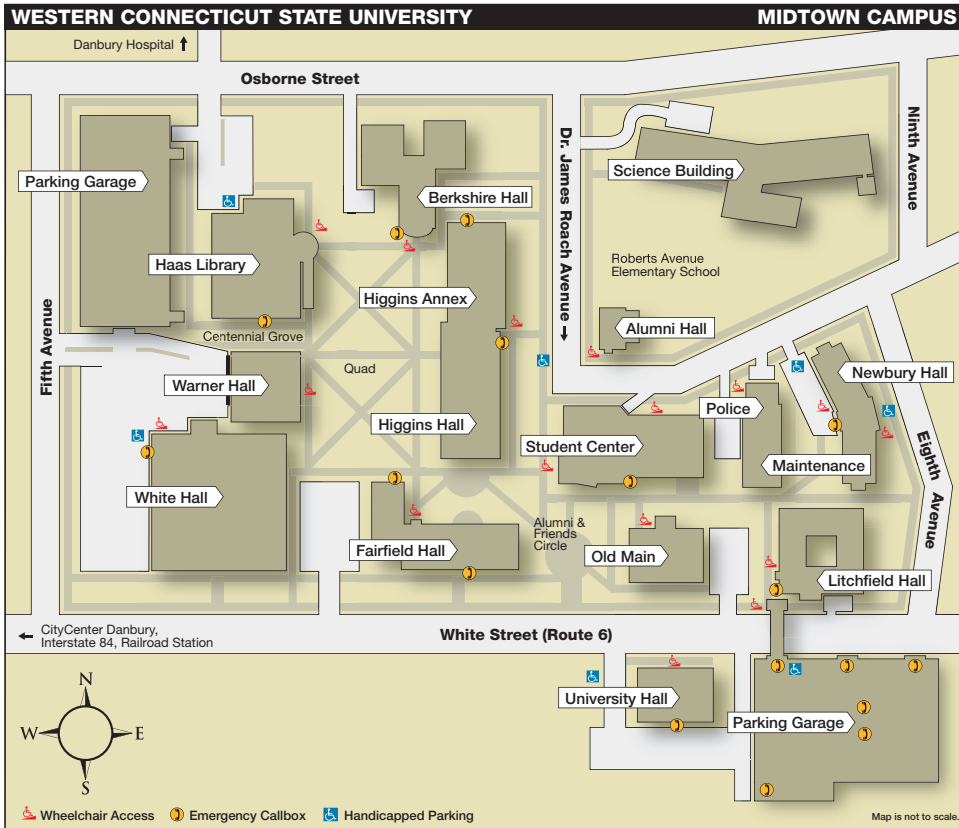 WESTERN CONNECTICUT STATE UNIVERSITY
MIDTOWN CAMPUS
Danbury Hospital
Osborne Street
Dr. James Roach Avenue
Ninth Avenue
Science Building
Parking Garage
Berkshire Hall
Haas Library
Roberts Avenue
Elementary School
Higgins Annex
Alumni Hall
Centennial Grove
Fifth Avenue
Quad
Warner Hall
Newbury Hall
Police
Higgins Hall
Student Center
Maintenance
Eighth Avenue
White Hall
Alumni &
Friends
Circle
Fairfield Hall
Old Main
Litchfield Hall
CityCenter Danbury,
Interstate 84, Railroad Station
White Street (Route 6)
University Hall
Parking Garage
N
W
E
S
Wheelchair Access
Emergency Callbox
Handicapped Parking
Map is not to scale.